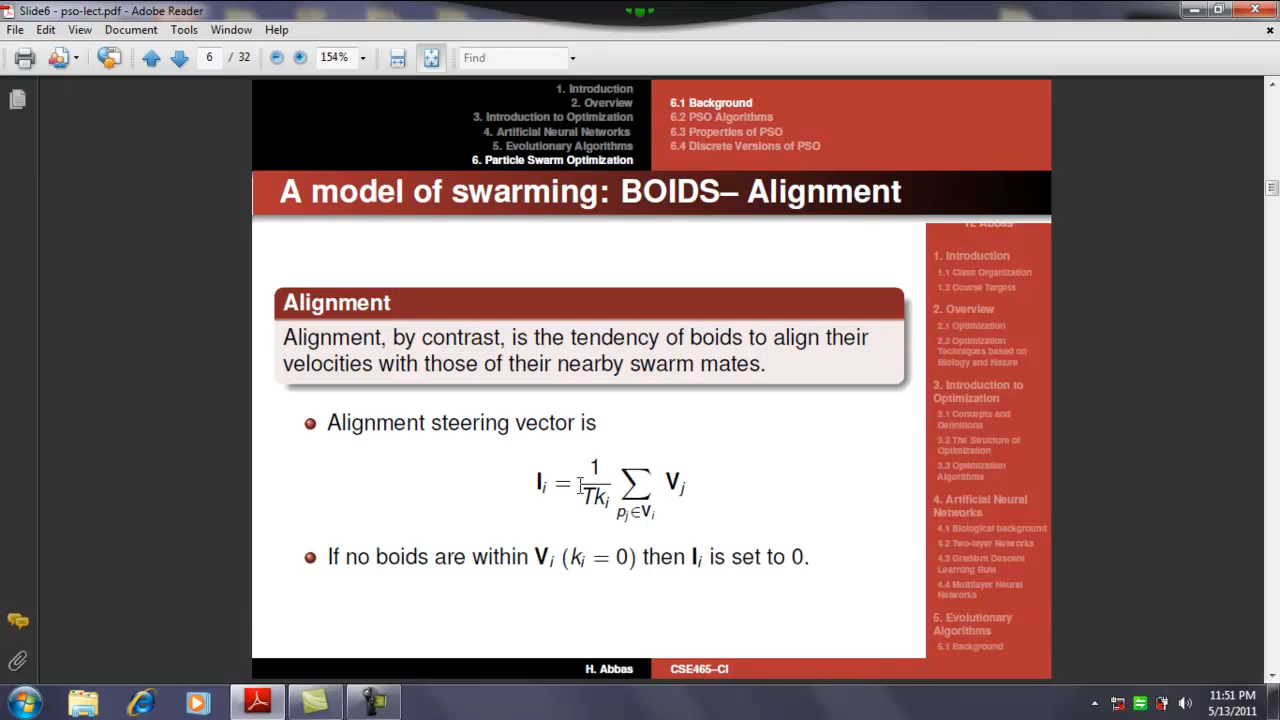 Slide6 - pso-lect.pdf - Adobe Reader
File Edit View Document Tools Window Help
6 / 32 154% Find
1. Introduction
2. Overview
3. Introduction to Optimization
4. Artificial Neural Networks
5. Evolutionary Algorithms
6. Particle Swarm Optimization
6.1 Background
6.2 PSO Algorithms
6.3 Properties of PSO
6.4 Discrete Versions of PSO
A model of swarming: BOIDS– Alignment
Alignment
Alignment, by contrast, is the tendency of boids to align their
velocities with those of their nearby swarm mates.
Alignment steering vector is
I_i = 1/(Tk_i) ∑_{p_j∈V_i} V_j
If no boids are within V_i (k_i = 0) then I_i is set to 0.
H. Abbas
1. Introduction
1.1 Class Organization
1.2 Course Targets
2. Overview
2.1 Optimization
2.2 Optimization
Techniques based on
Biology and Nature
3. Introduction to
Optimization
3.1 Concepts and
Definitions
3.2 The Structure of
Optimization
3.3 Optimization
Algorithms
4. Artificial Neural
Networks
4.1 Biological background
4.2 Two-layer Networks
4.3 Gradient Descent
Learning Rule
4.4 Multilayer Neural
Networks
5. Evolutionary
Algorithms
5.1 Background
H. Abbas CSE465–CI
11:51 PM
5/13/2011